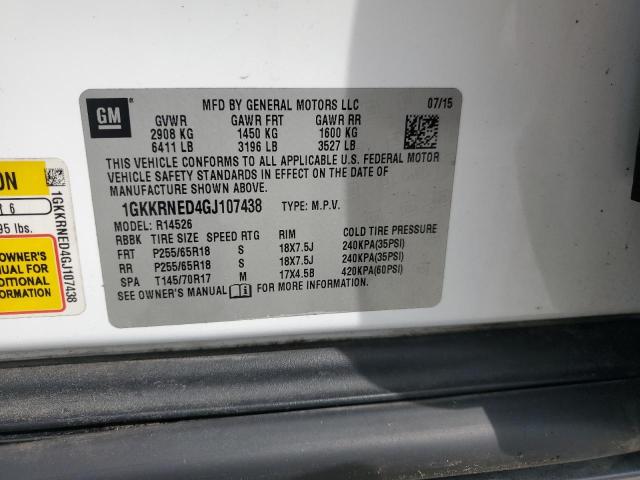 GM
MFD BY GENERAL MOTORS LLC 07/15
GVWR GAWR FRT GAWR RR
2908 KG 1450 KG 1600 KG
6411 LB 3196 LB 3527 LB
THIS VEHICLE CONFORMS TO ALL APPLICABLE U.S. FEDERAL MOTOR
VEHICLE SAFETY STANDARDS IN EFFECT ON THE DATE OF
MANUFACTURE SHOWN ABOVE.
1GKKRNED4GJ107438 TYPE: M.P.V.
MODEL: R14526
RBBK TIRE SIZE SPEED RTG RIM COLD TIRE PRESSURE
FRT P255/65R18 S 18X7.5J 240KPA(35PSI)
RR P255/65R18 S 18X7.5J 240KPA(35PSI)
SPA T145/70R17 M 17X4.5B 420KPA(60PSI)
SEE OWNER'S MANUAL FOR MORE INFORMATION.
ON
6
95 lbs.
OWNER'S
NUAL FOR
DITIONAL
ORMATION
1GKKRNED4GJ107438